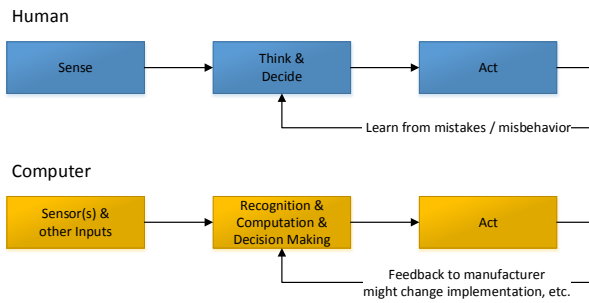 Human
Sense
Think &
Decide
Act
Learn from mistakes / misbehavior
Computer
Sensor(s) &
other Inputs
Recognition &
Computation &
Decision Making
Act
Feedback to manufacturer
might change implementation, etc.